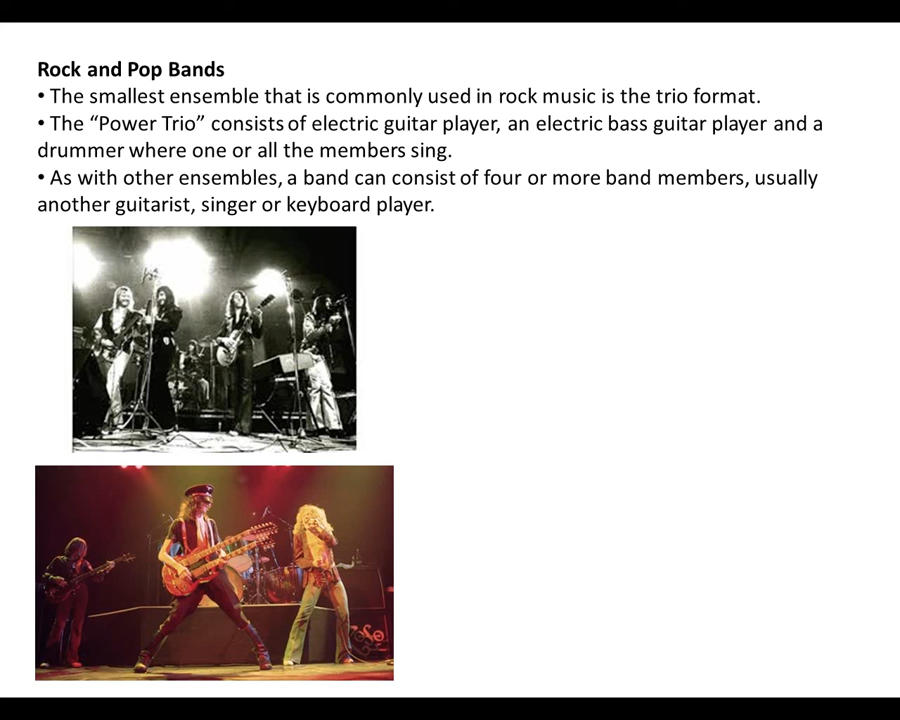 Rock and Pop Bands
• The smallest ensemble that is commonly used in rock music is the trio format.
• The “Power Trio” consists of electric guitar player, an electric bass guitar player and a
drummer where one or all the members sing.
• As with other ensembles, a band can consist of four or more band members, usually
another guitarist, singer or keyboard player.